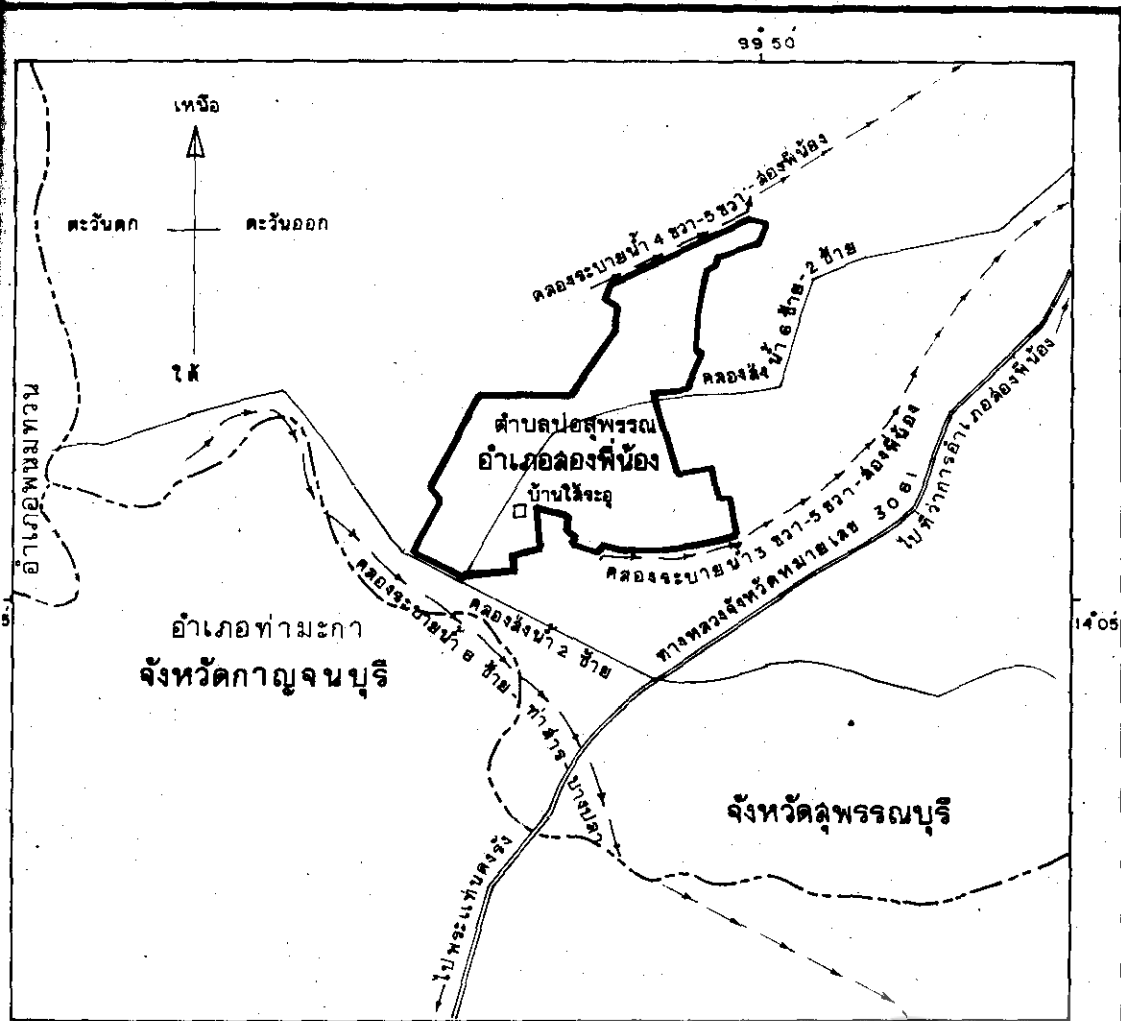 99°50'
เหนือ
ตะวันตก
ตะวันออก
ใต้
คลองระบายน้ำ 4 ขวา-5 ขวา-สองพี่น้อง
คลองส่งน้ำ 6 ซ้าย-2 ซ้าย
อำเภอพนมทวน
ตำบลบ่อสุพรรณ
อำเภอสองพี่น้อง
บ้านใส้ระอุ
คลองระบายน้ำ 3 ขวา-5 ขวา-สองพี่น้อง
ทางหลวงจังหวัดหมายเลข 3081
ไปที่ว่าการอำเภอสองพี่น้อง
คลองระบายน้ำ 8 ซ้าย-ท่าสาร-บางปลา
คลองส่งน้ำ 2 ซ้าย
5
14°05
อำเภอท่ามะกา
จังหวัดกาญจนบุรี
จังหวัดสุพรรณบุรี
ไปพระแท่นดงรัง